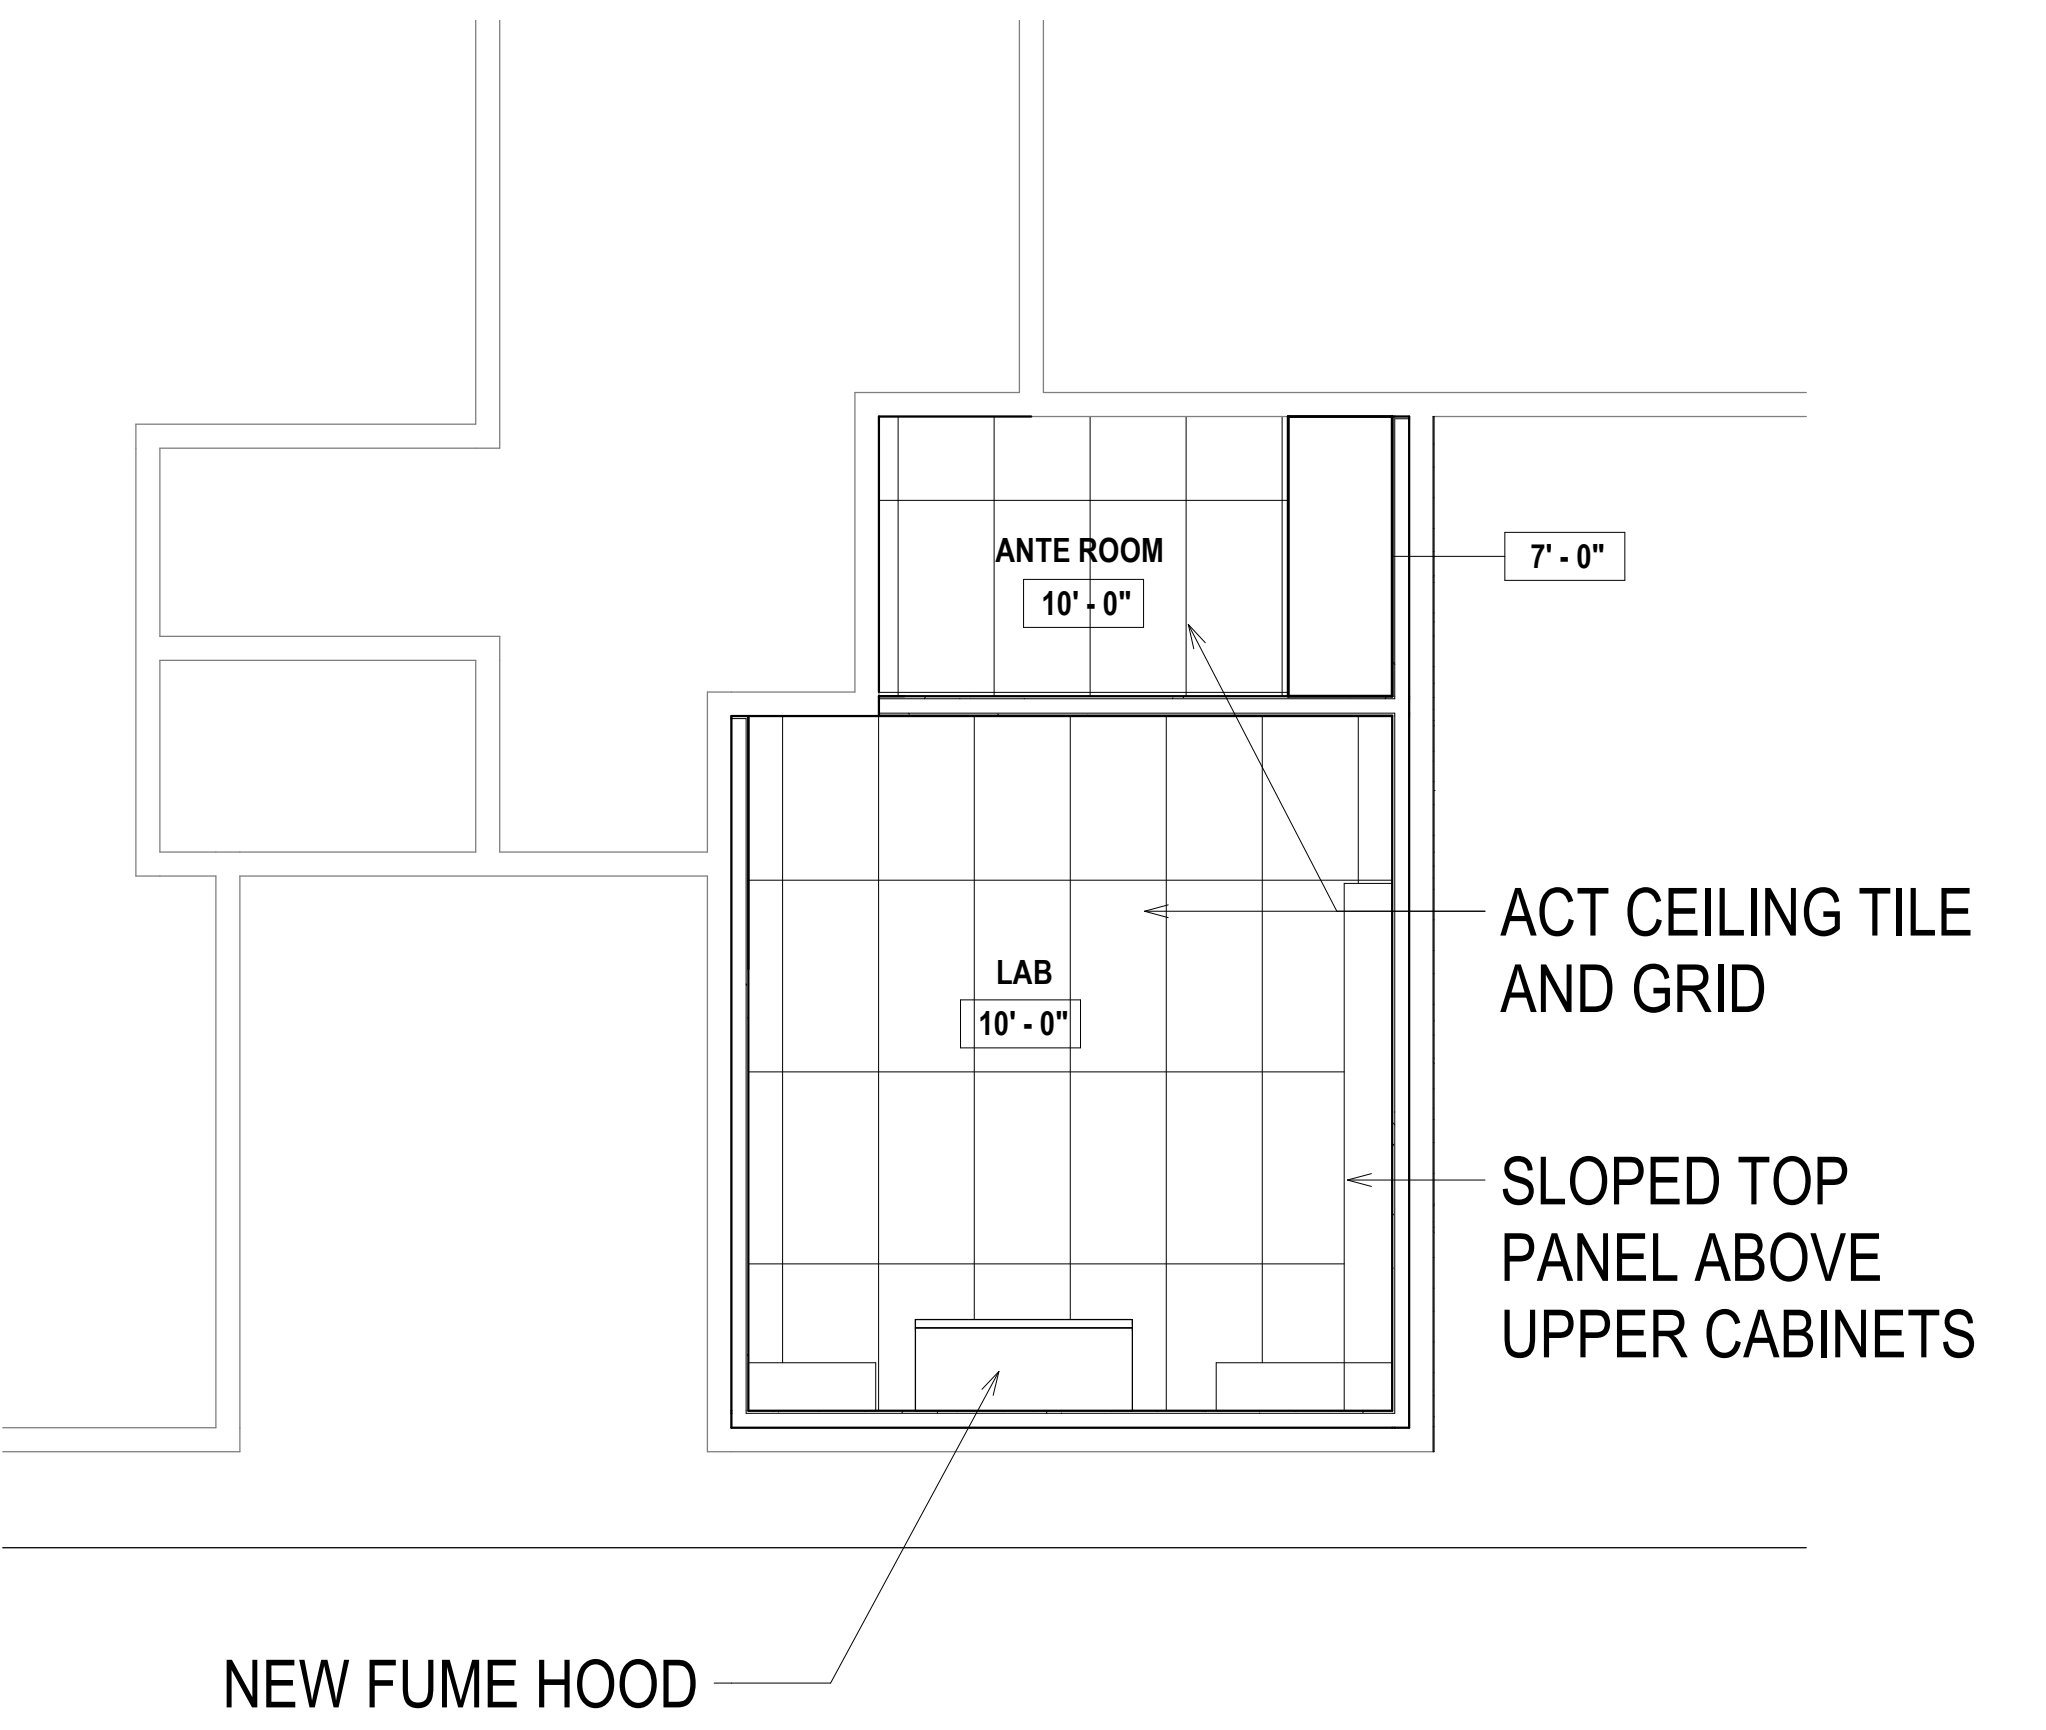 ANTE ROOM
10' - 0"
7' - 0"
ACT CEILING TILE
AND GRID
LAB
10' - 0"
SLOPED TOP
PANEL ABOVE
UPPER CABINETS
NEW FUME HOOD